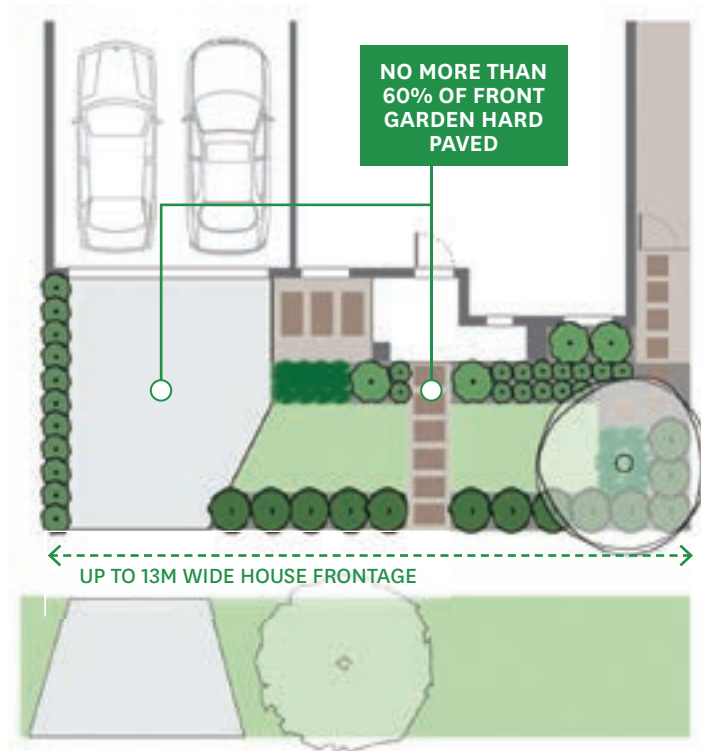 NO MORE THAN
60% OF FRONT
GARDEN HARD
PAVED
UP TO 13M WIDE HOUSE FRONTAGE